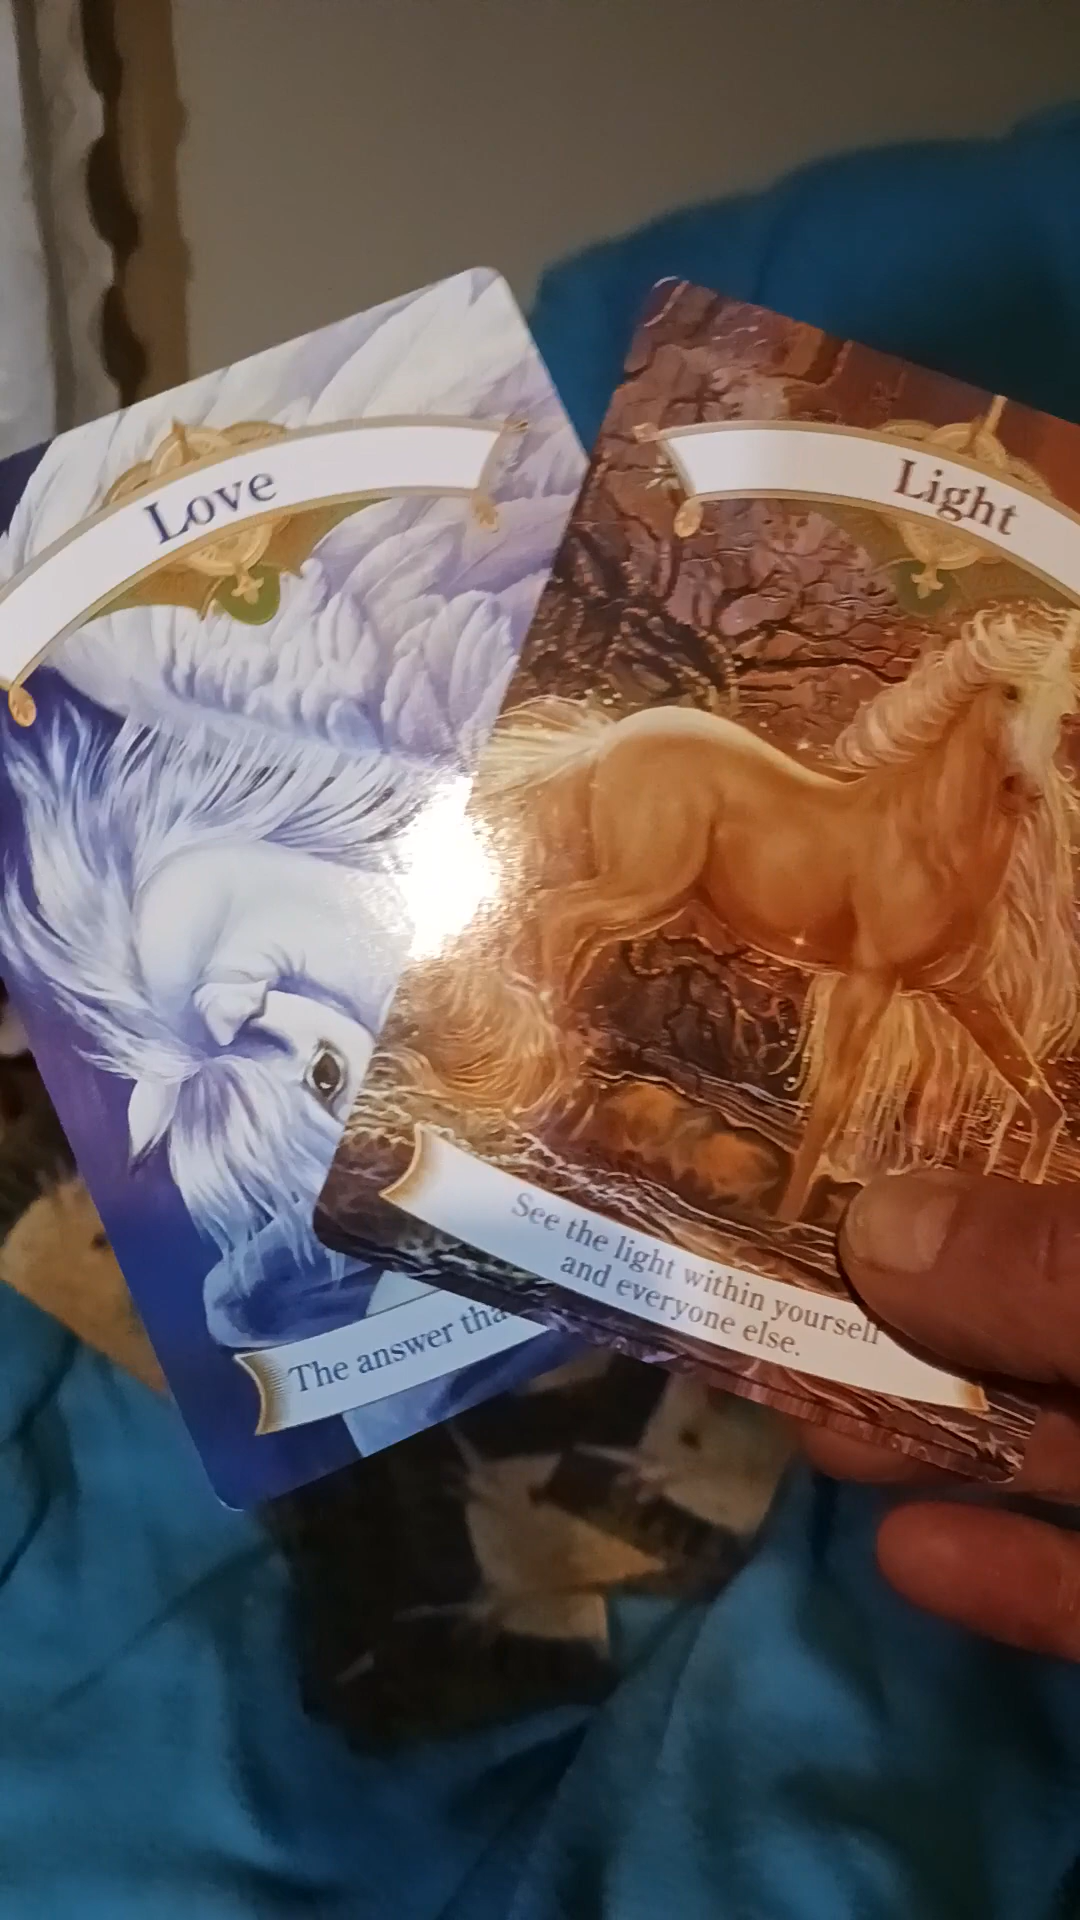 Love
Light
See the light within yourself
and everyone else.
The answer tha